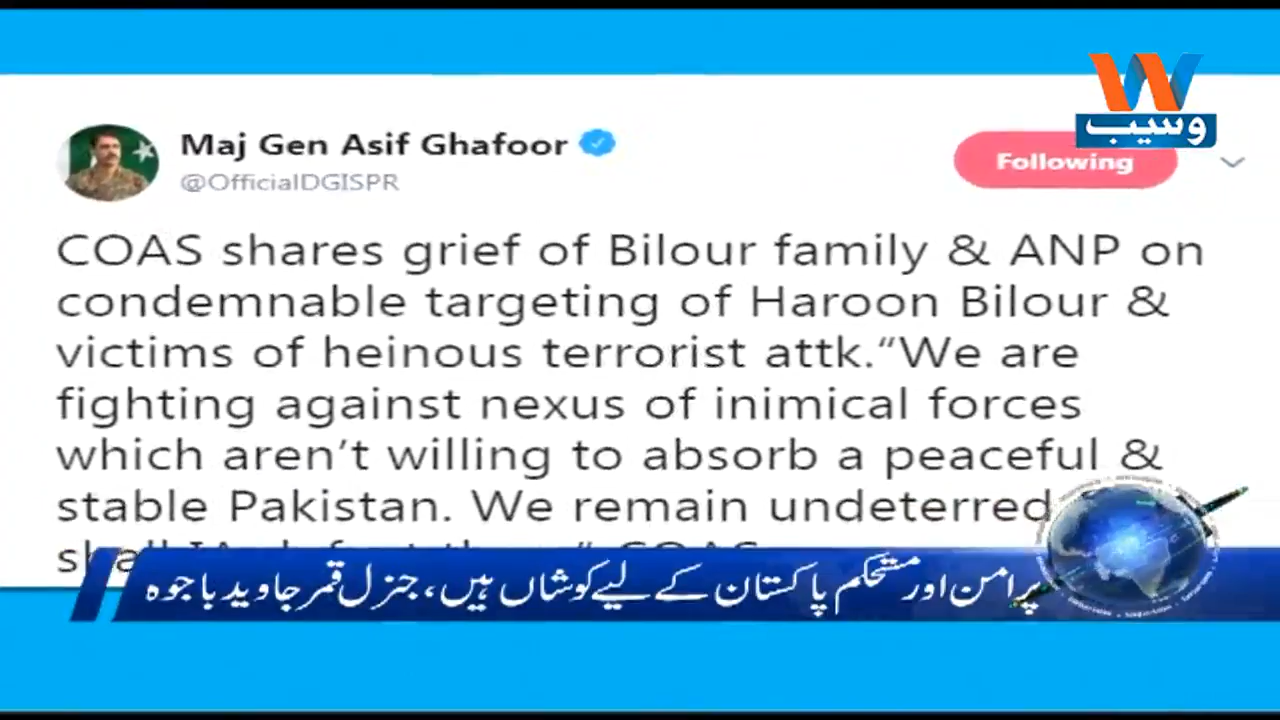 وسیب
Maj Gen Asif Ghafoor
@OfficialDGISPR
Following
COAS shares grief of Bilour family & ANP on
condemnable targeting of Haroon Bilour &
victims of heinous terrorist attk.“We are
fighting against nexus of inimical forces
which aren’t willing to absorb a peaceful &
stable Pakistan. We remain undeterred
پرامن اور مستحکم پاکستان کے لیے کوشاں ہیں، جنرل قمر جاوید باجوہ